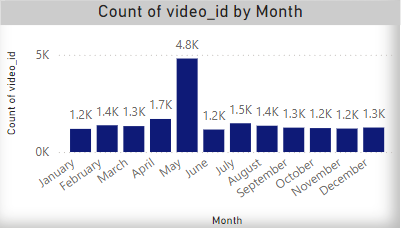 Count of video_id by Month
Count of video_id
5K
0K
1.2K
1.4K
1.3K
1.7K
4.8K
1.2K
1.5K
1.4K
1.3K
1.2K
1.2K
1.3K
January
February
March
April
May
June
July
August
September
October
November
December
Month